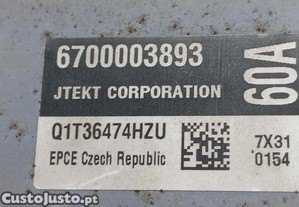 6700003893
JTEKT CORPORATION
60A
Q1T36474HZU
7X31
EPCE Czech Republic
0154
CustoJusto.pt